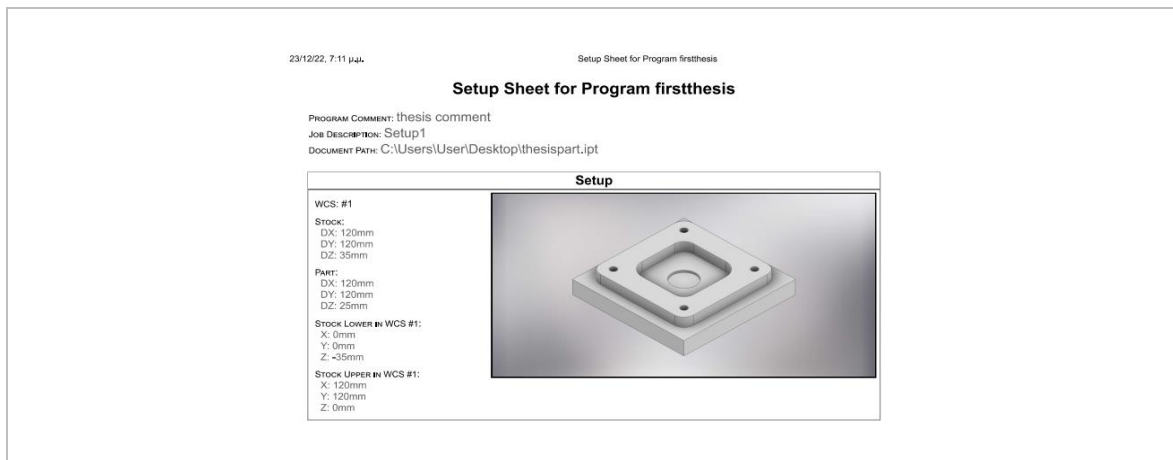 23/12/22, 7:11 μ.μ.
Setup Sheet for Program firstthesis
Setup Sheet for Program firstthesis
PROGRAM COMMENT: thesis comment
JOB DESCRIPTION: Setup1
DOCUMENT PATH: C:\Users\User\Desktop\thesispart.ipt
Setup
WCS: #1
STOCK:
DX: 120mm
DY: 120mm
DZ: 35mm
PART:
DX: 120mm
DY: 120mm
DZ: 25mm
STOCK LOWER IN WCS #1:
X: 0mm
Y: 0mm
Z: -35mm
STOCK UPPER IN WCS #1:
X: 120mm
Y: 120mm
Z: 0mm